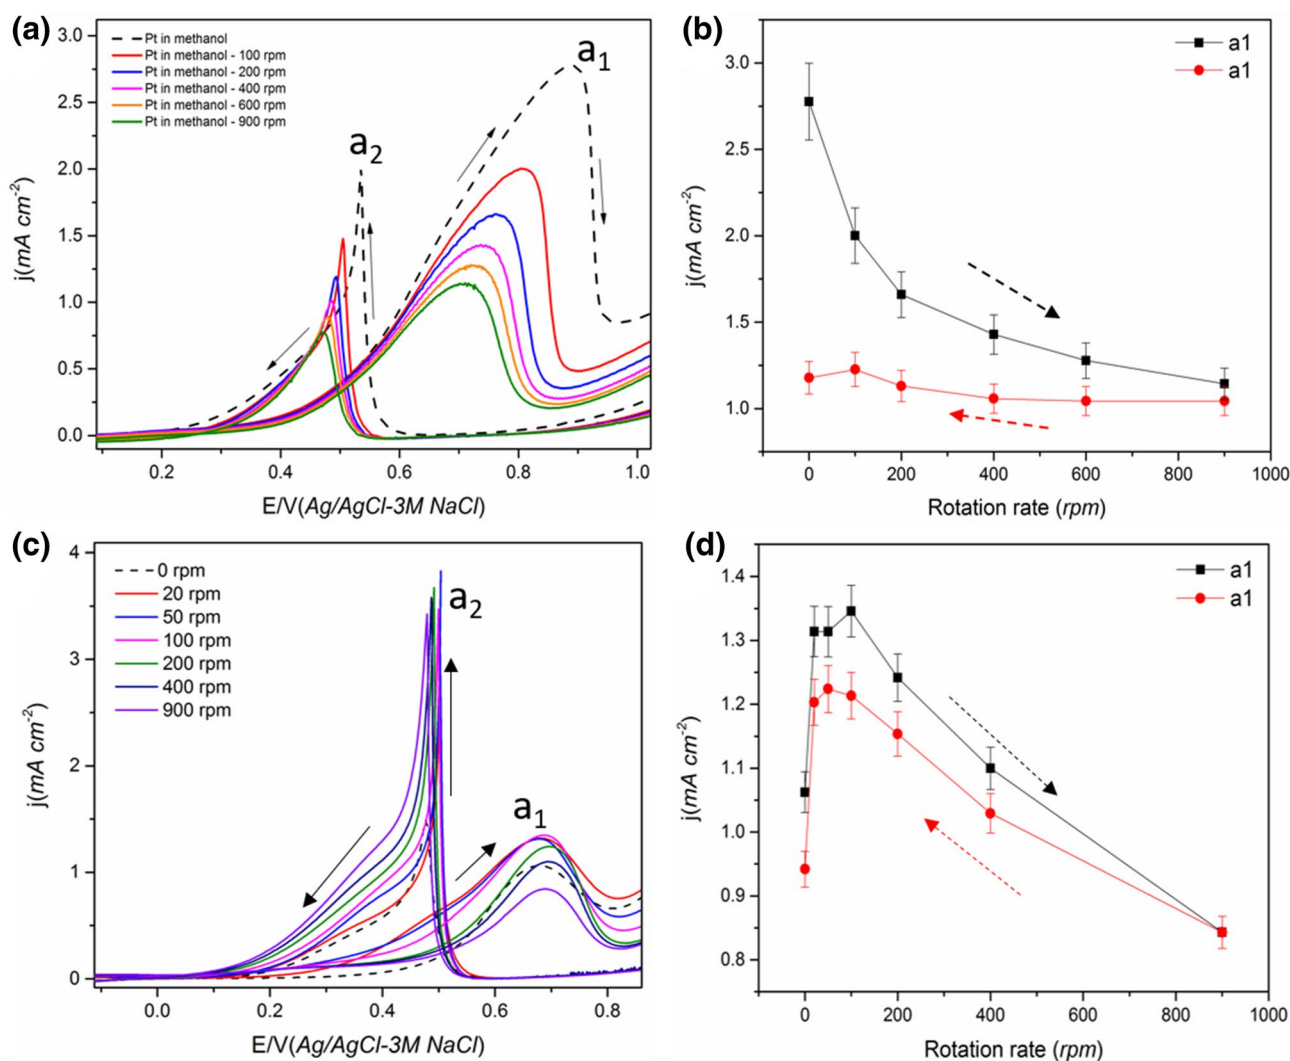 (a)
3.0
2.5
2.0
1.5
1.0
0.5
0.0
j(mA cm-2)
Pt in methanol
Pt in methanol - 100 rpm
Pt in methanol - 200 rpm
Pt in methanol - 400 rpm
Pt in methanol - 600 rpm
Pt in methanol - 900 rpm
a1
a2
0.2 0.4 0.6 0.8 1.0
E/V(Ag/AgCl-3M NaCl)
(b)
3.0
2.5
2.0
1.5
1.0
j(mA cm-2)
a1
a1
0 200 400 600 800 1000
Rotation rate (rpm)
(c)
4
3
2
1
0
j(mA cm-2)
0 rpm
20 rpm
50 rpm
100 rpm
200 rpm
400 rpm
900 rpm
a2
a1
0.0 0.2 0.4 0.6 0.8
E/V(Ag/AgCl-3M NaCl)
(d)
1.4
1.3
1.2
1.1
1.0
0.9
0.8
j(mA cm-2)
a1
a1
0 200 400 600 800 1000
Rotation rate (rpm)